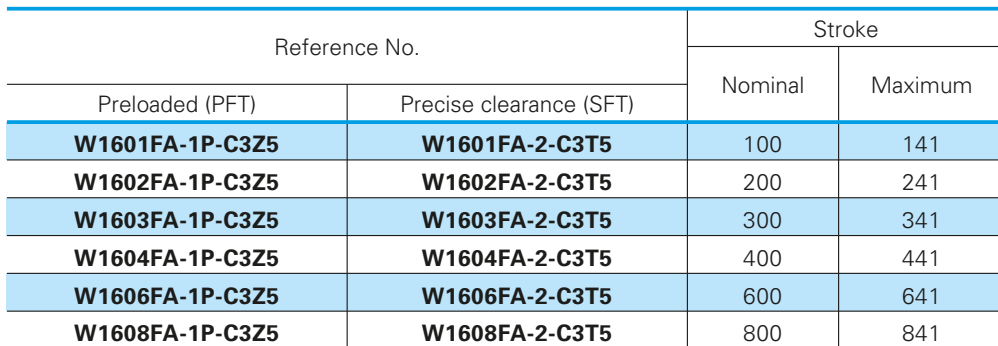 Reference No. Stroke
Preloaded (PFT) Precise clearance (SFT) Nominal Maximum
W1601FA-1P-C3Z5 W1601FA-2-C3T5 100 141
W1602FA-1P-C3Z5 W1602FA-2-C3T5 200 241
W1603FA-1P-C3Z5 W1603FA-2-C3T5 300 341
W1604FA-1P-C3Z5 W1604FA-2-C3T5 400 441
W1606FA-1P-C3Z5 W1606FA-2-C3T5 600 641
W1608FA-1P-C3Z5 W1608FA-2-C3T5 800 841